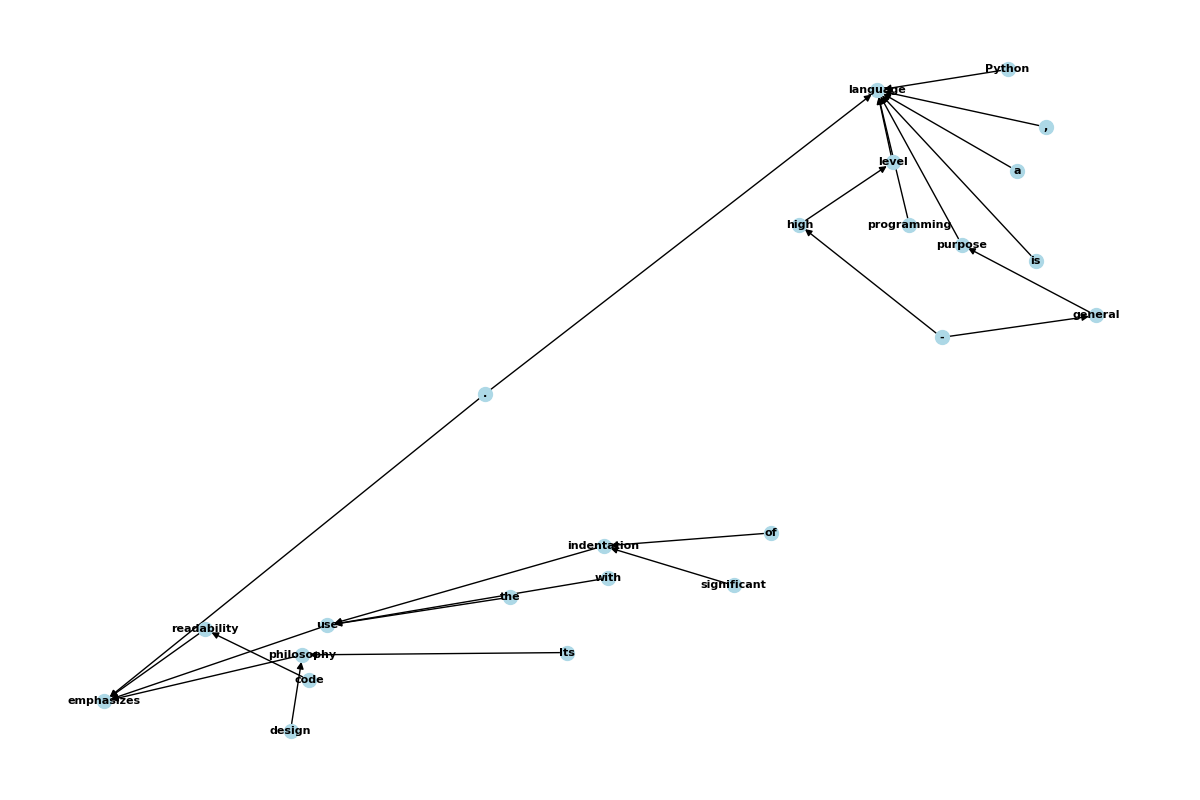 Python
language
,
level
a
high
programming
purpose
is
general
-
.
of
indentation
with
significant
the
use
readability
Its
philosophy
code
emphasizes
design